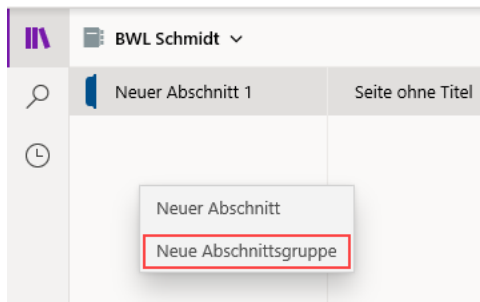 BWL Schmidt
Neuer Abschnitt 1
Seite ohne Titel
Neuer Abschnitt
Neue Abschnittsgruppe